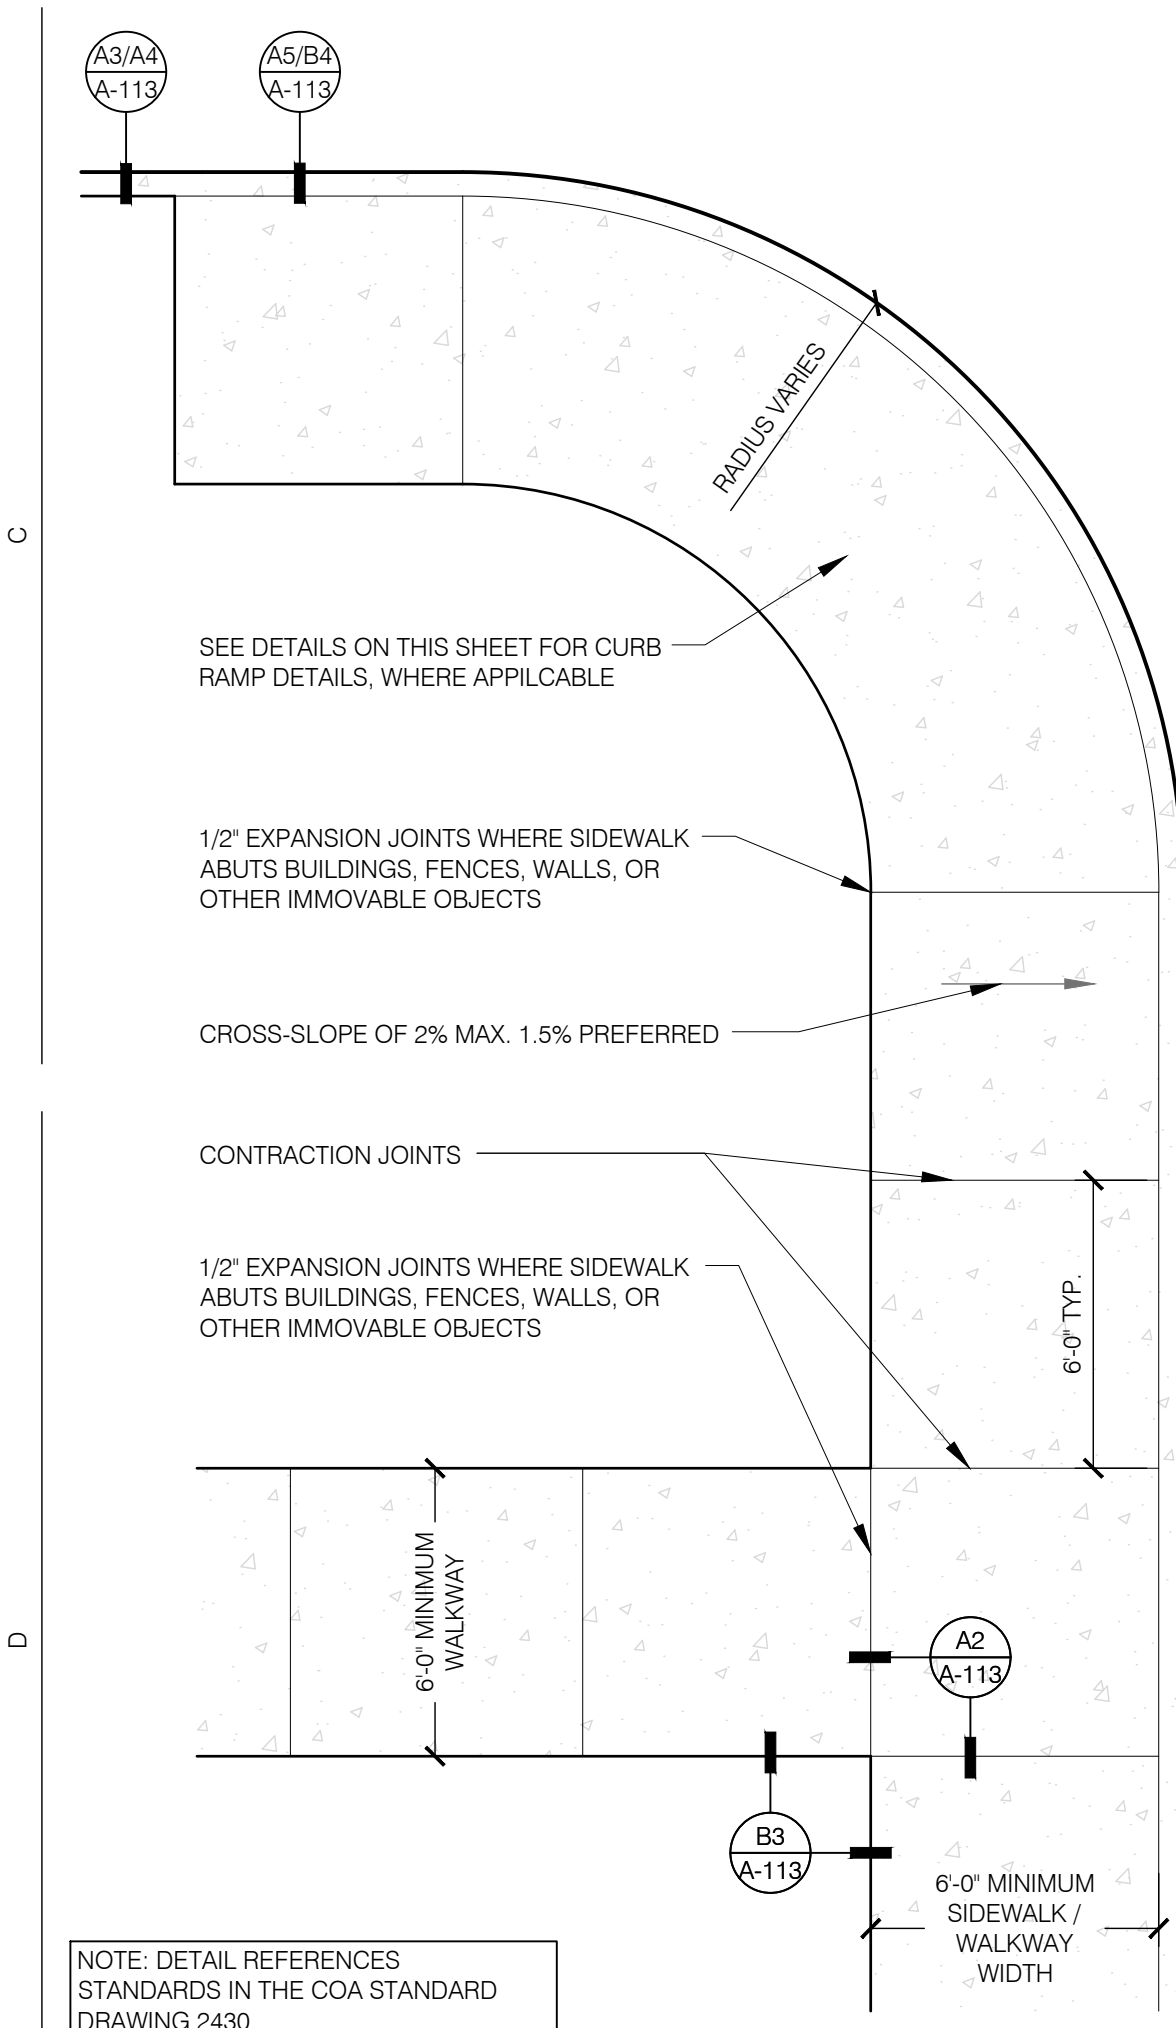 A3/A4
A-113
A5/B4
A-113
RADIUS VARIES
C
SEE DETAILS ON THIS SHEET FOR CURB
RAMP DETAILS, WHERE APPILCABLE
1/2" EXPANSION JOINTS WHERE SIDEWALK
ABUTS BUILDINGS, FENCES, WALLS, OR
OTHER IMMOVABLE OBJECTS
CROSS-SLOPE OF 2% MAX. 1.5% PREFERRED
CONTRACTION JOINTS
1/2" EXPANSION JOINTS WHERE SIDEWALK
ABUTS BUILDINGS, FENCES, WALLS, OR
OTHER IMMOVABLE OBJECTS
6'-0" TYP.
6'-0" MINIMUM
WALKWAY
D
A2
A-113
B3
A-113
6'-0" MINIMUM
SIDEWALK /
WALKWAY
WIDTH
NOTE: DETAIL REFERENCES
STANDARDS IN THE COA STANDARD
DRAWING 2430